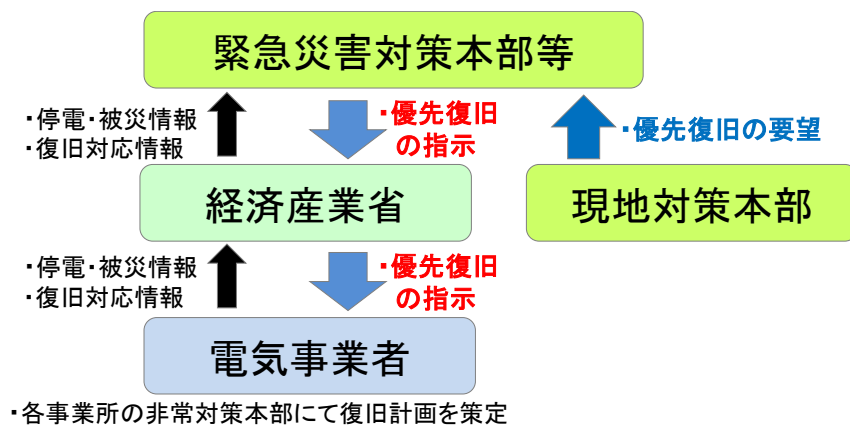 緊急災害対策本部等
・停電・被災情報
・復旧対応情報
・優先復旧
の指示
・優先復旧の要望
経済産業省
現地対策本部
・停電・被災情報
・復旧対応情報
・優先復旧
の指示
電気事業者
・各事業所の非常対策本部にて復旧計画を策定